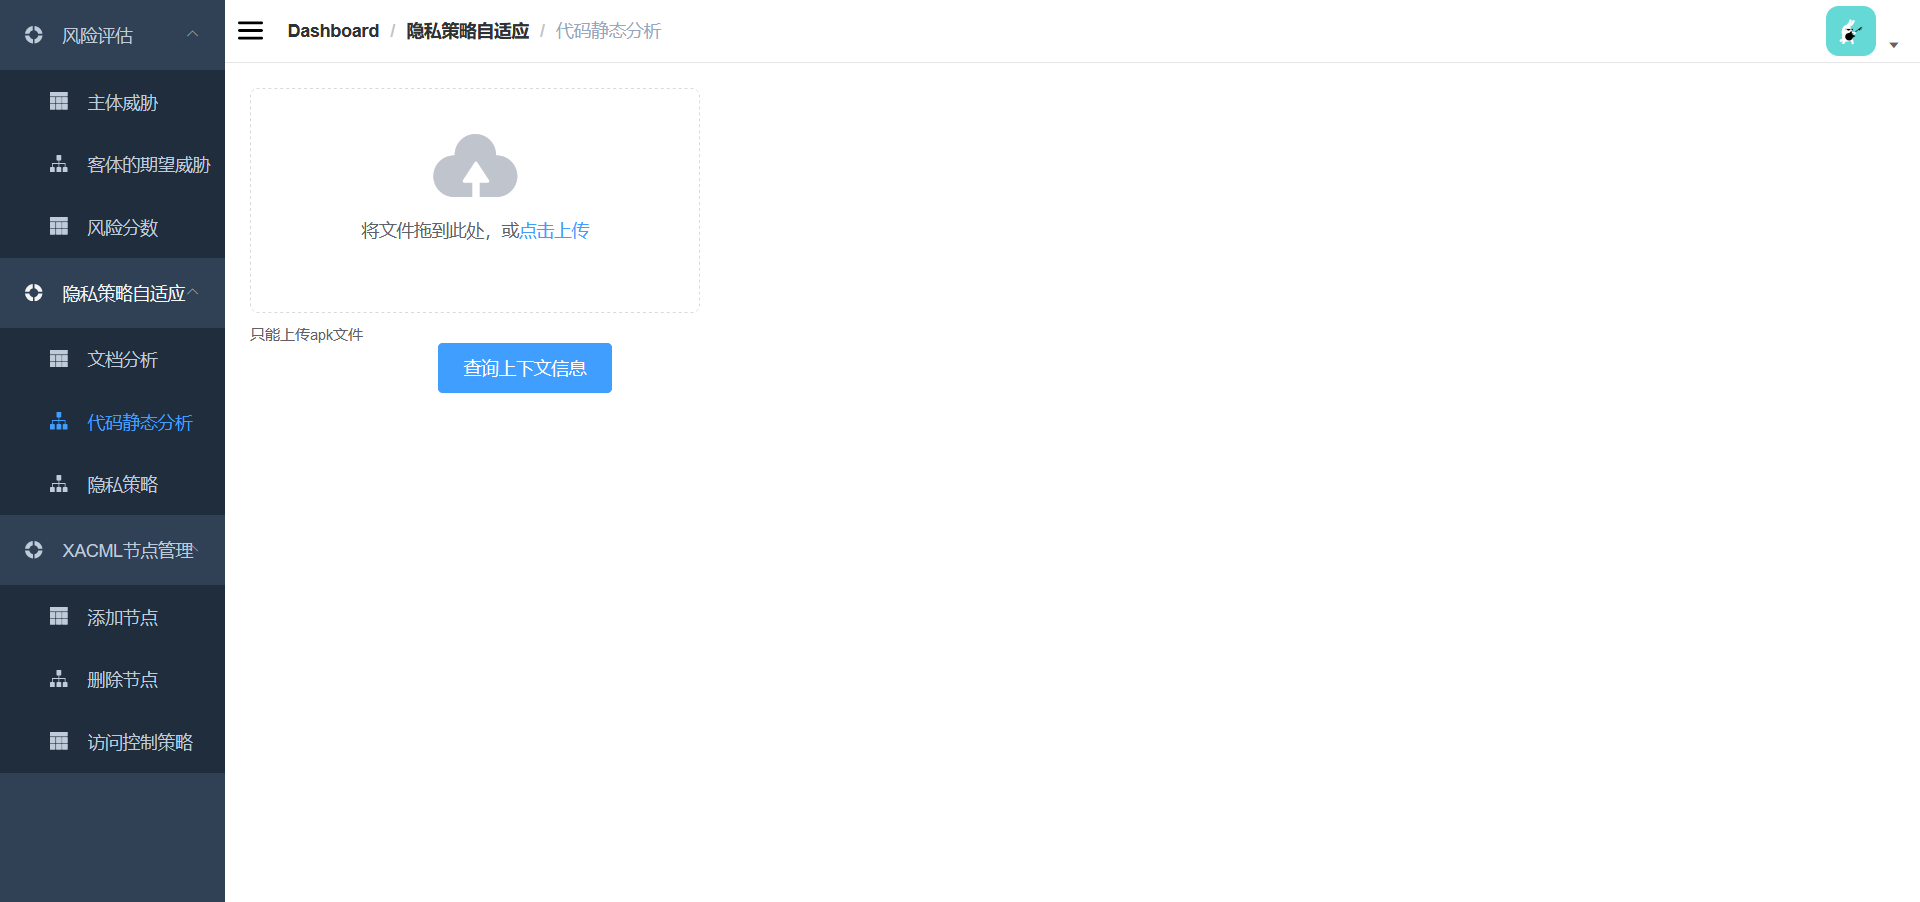 风险评估
主体威胁
客体的期望威胁
风险分数
隐私策略自适应
文档分析
代码静态分析
隐私策略
XACML节点管理
添加节点
删除节点
访问控制策略
Dashboard / 隐私策略自适应 / 代码静态分析
将文件拖到此处，或点击上传
只能上传apk文件
查询上下文信息